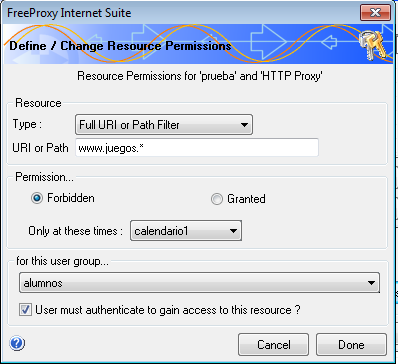 FreeProxy Internet Suite
Define / Change Resource Permissions
Resource Permissions for 'prueba' and 'HTTP Proxy'
Resource
Type : Full URI or Path Filter
URI or Path www.juegos.*
Permission...
Forbidden Granted
Only at these times : calendario1
for this user group...
alumnos
User must authenticate to gain access to this resource ?
Cancel Done